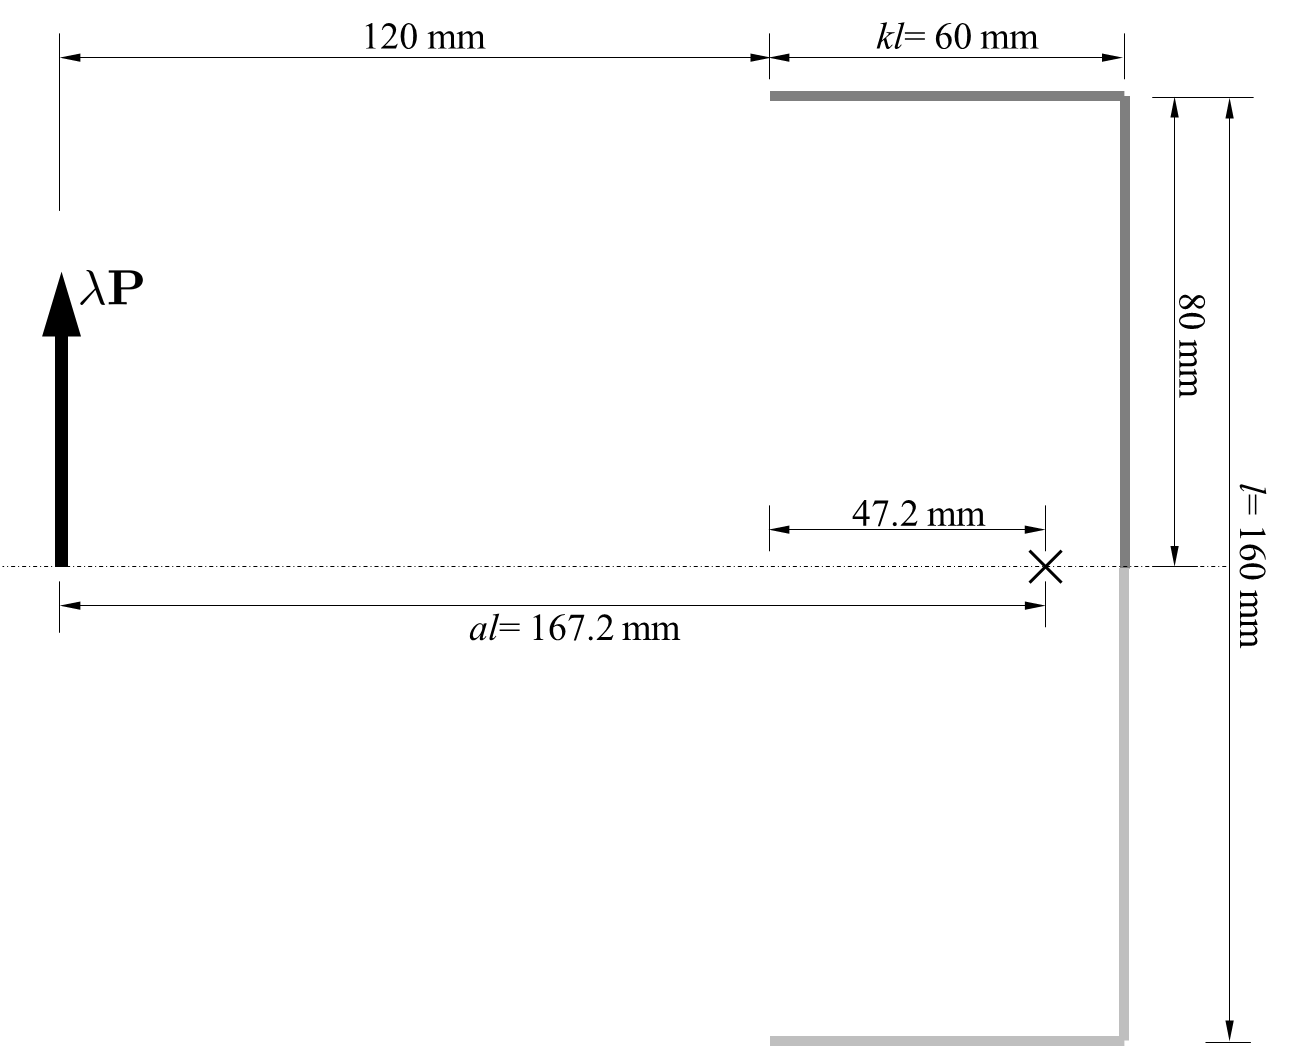 120 mm
kl= 60 mm
λP
80 mm
47.2 mm
l= 160 mm
al= 167.2 mm